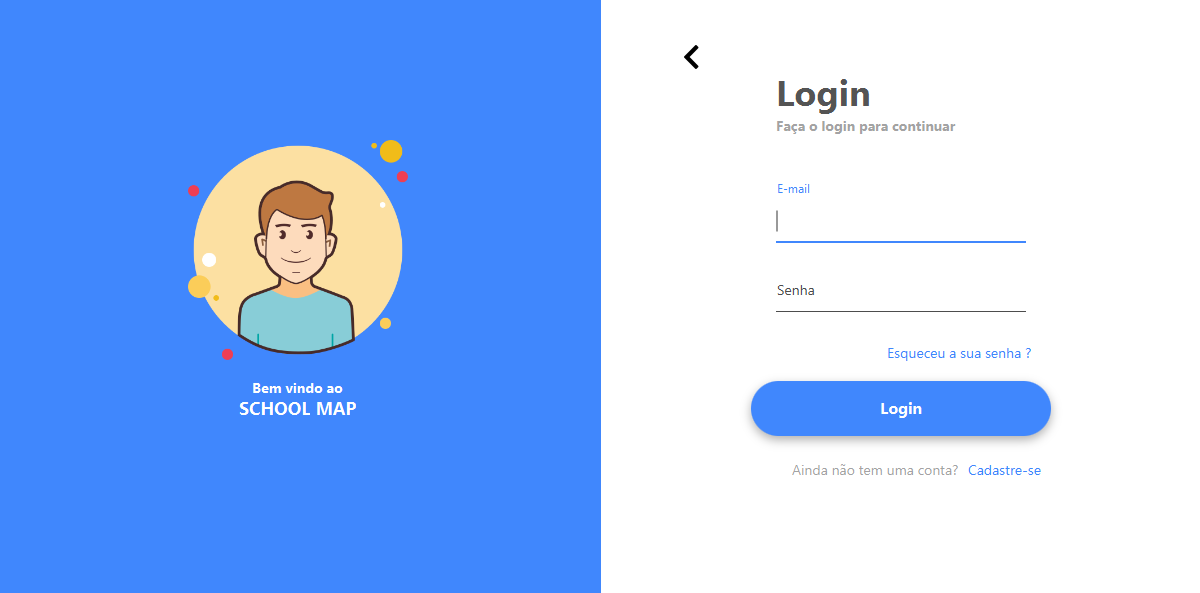 Bem vindo ao
SCHOOL MAP
Login
Faça o login para continuar
E-mail
Senha
Esqueceu a sua senha ?
Login
Ainda não tem uma conta? Cadastre-se